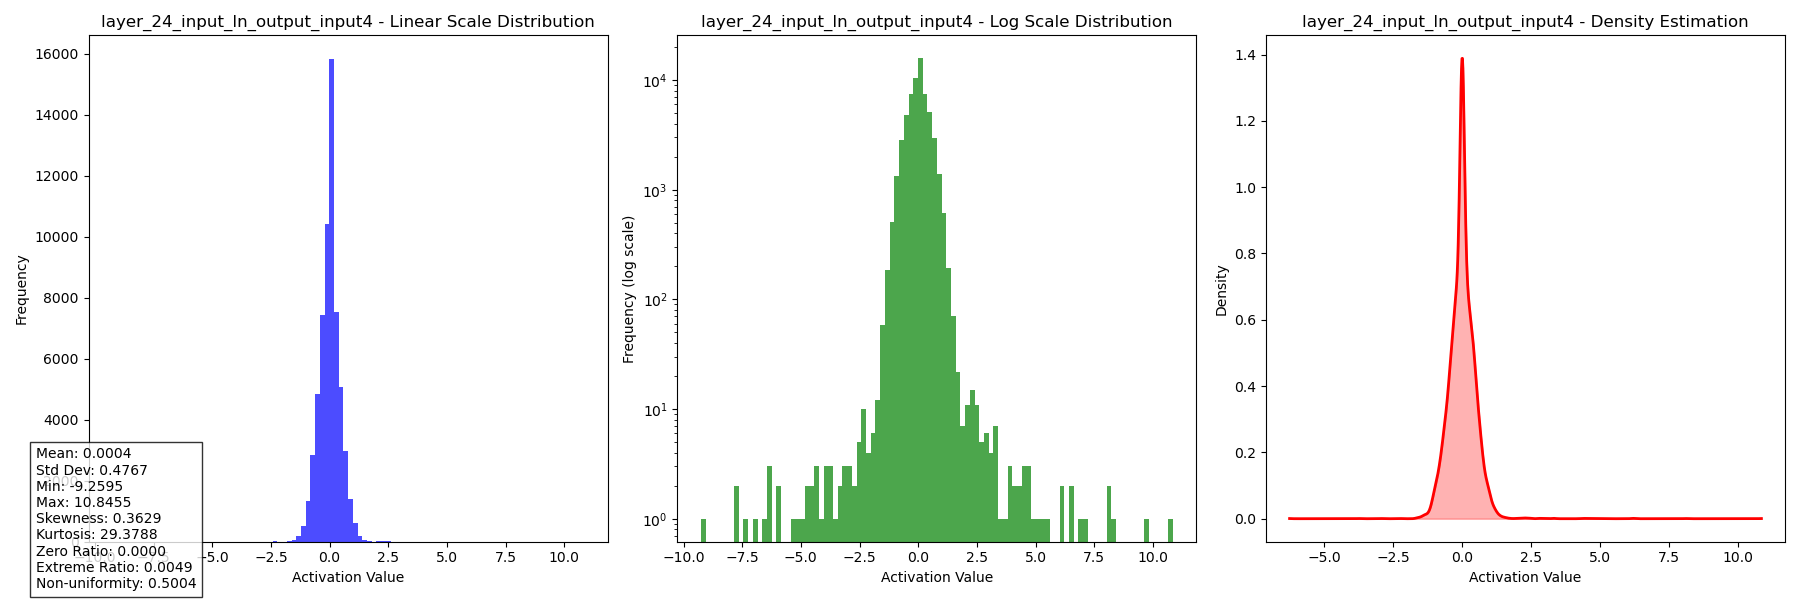 layer_24_input_ln_output_input4 - Linear Scale Distribution
16000
14000
12000
10000
8000
6000
4000
2000
0
Frequency
−10.0
−5.0
−2.5
0.0
2.5
5.0
7.5
10.0
Activation Value
Mean: 0.0004
Std Dev: 0.4767
Min: -9.2595
Max: 10.8455
Skewness: 0.3629
Kurtosis: 29.3788
Zero Ratio: 0.0000
Extreme Ratio: 0.0049
Non-uniformity: 0.5004
layer_24_input_ln_output_input4 - Log Scale Distribution
10⁴
10³
10²
10¹
10⁰
Frequency (log scale)
−10.0
−7.5
−5.0
−2.5
0.0
2.5
5.0
7.5
10.0
Activation Value
layer_24_input_ln_output_input4 - Density Estimation
1.4
1.2
1.0
0.8
0.6
0.4
0.2
0.0
Density
−5.0
−2.5
0.0
2.5
5.0
7.5
10.0
Activation Value